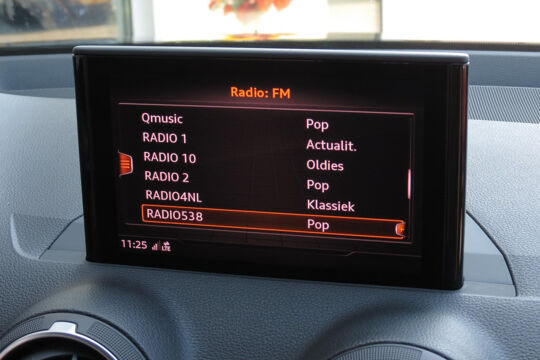 Radio: FM
Qmusic Pop
RADIO 1 Actualit.
RADIO 10 Oldies
RADIO 2 Pop
RADIO4NL Klassiek
RADIO538 Pop
11:25 LTE